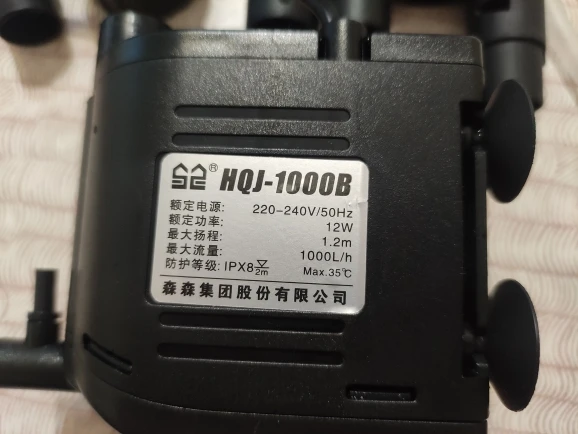 ® HQJ-1000B
额定电源: 220-240V/50Hz
额定功率: 12W
最大扬程: 1.2m
最大流量: 1000L/h
防护等级: IPX8 2m Max.35℃
森森集团股份有限公司